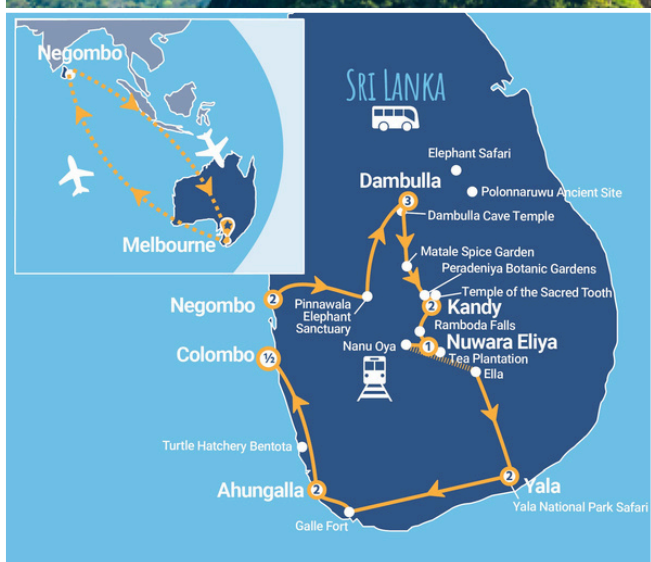 Negombo
Melbourne
SRI LANKA
Elephant Safari
Dambulla
3
Polonnaruwu Ancient Site
Dambulla Cave Temple
Matale Spice Garden
Peradeniya Botanic Gardens
Negombo
2
Pinnawala
Elephant
Sanctuary
Temple of the Sacred Tooth
2
Kandy
Ramboda Falls
Colombo
½
Nanu Oya
1
Nuwara Eliya
Tea Plantation
Ella
Turtle Hatchery Bentota
Ahungalla
2
2
Yala
Yala National Park Safari
Galle Fort